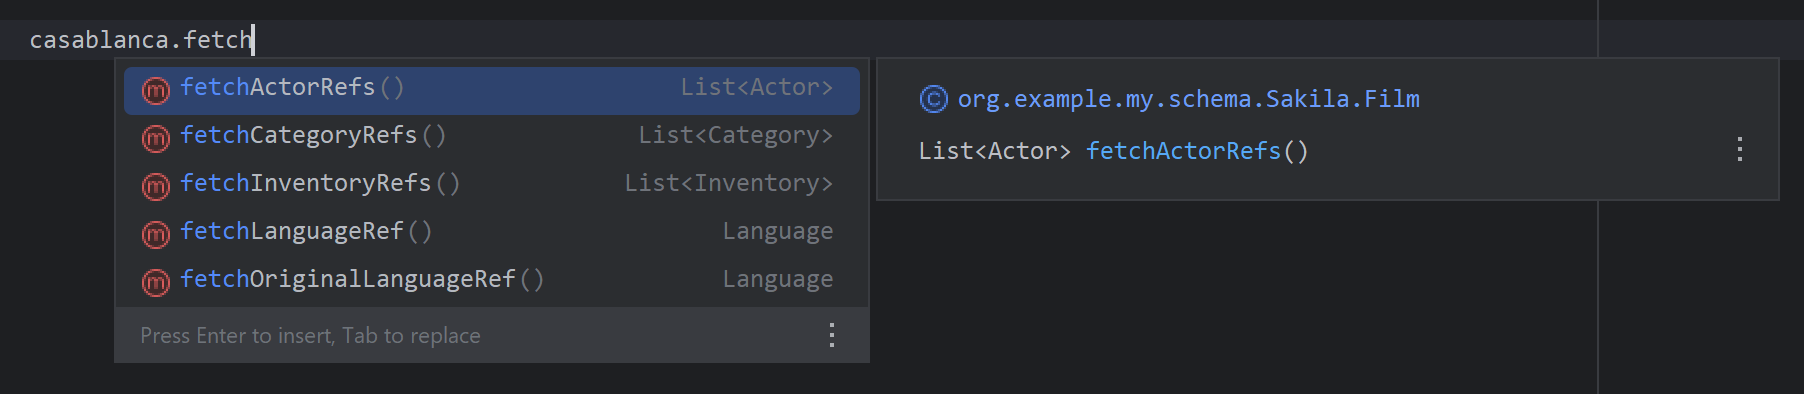 casablanca.fetch
fetchActorRefs() List<Actor>
fetchCategoryRefs() List<Category>
fetchInventoryRefs() List<Inventory>
fetchLanguageRef() Language
fetchOriginalLanguageRef() Language
Press Enter to insert, Tab to replace
org.example.my.schema.Sakila.Film
List<Actor> fetchActorRefs()